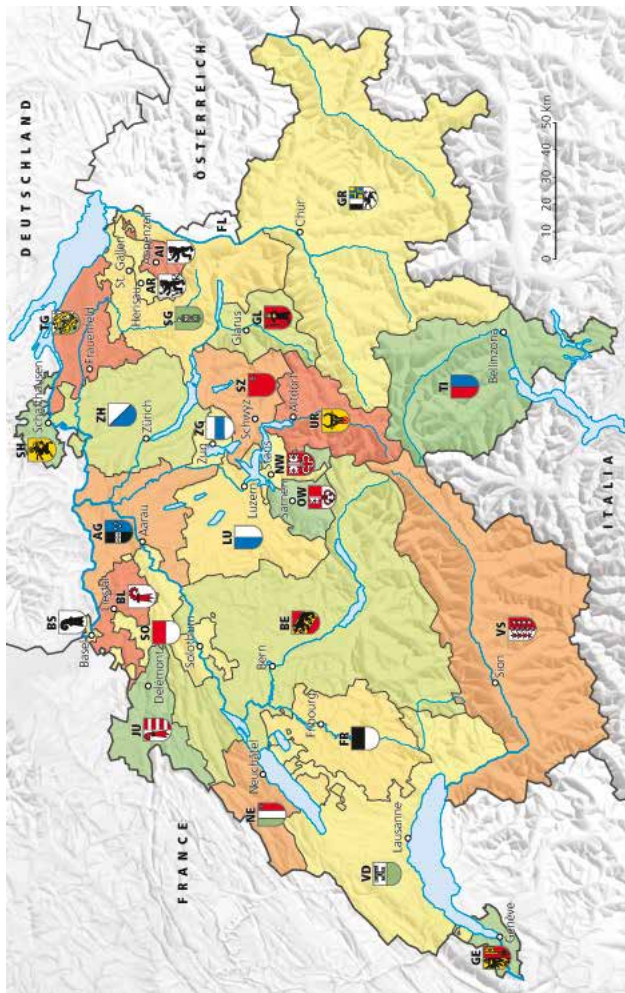 DEUTSCHLAND
ÖSTERREICH
FRANCE
ITALIA
FL
SH
Schaffhausen
TG
Frauenfeld
BS
Basel
BL
Liestal
AG
Aarau
ZH
Zürich
St. Gallen
AR
Herisau
AI
Appenzell
SG
JU
Delémont
SO
Solothurn
LU
Luzern
ZG
Zug
SZ
Schwyz
GL
Glarus
NE
Neuchâtel
BE
Bern
OW
Sarnen
NW
Stans
UR
Altdorf
GR
Chur
FR
Fribourg
VD
Lausanne
VS
Sion
TI
Bellinzona
GE
Genève
0 10 20 30 40 50 km